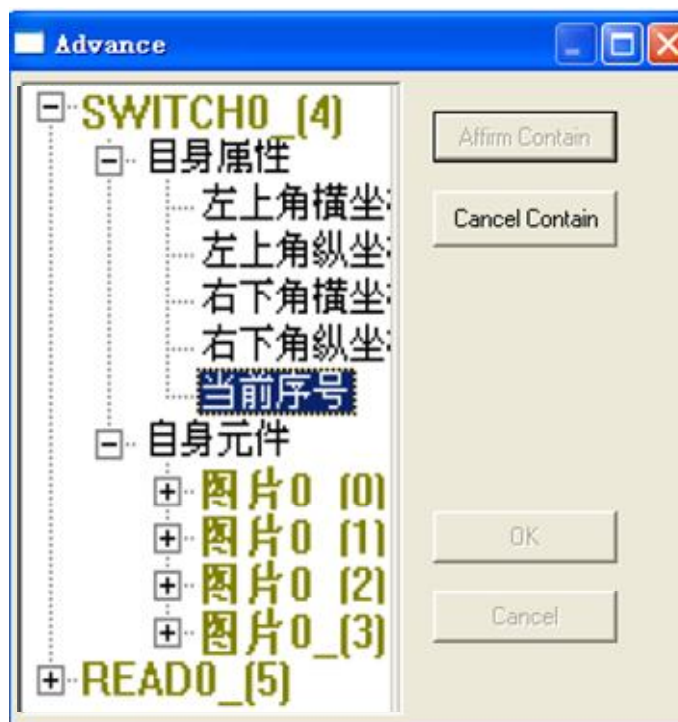 Advance
SWITCH0_(4)
自身属性
左上角横坐
左上角纵坐
右下角横坐
右下角纵坐
当前序号
自身元件
图片0_(0)
图片0_(1)
图片0_(2)
图片0_(3)
READ0_(5)
Affirm Contain
Cancel Contain
OK
Cancel